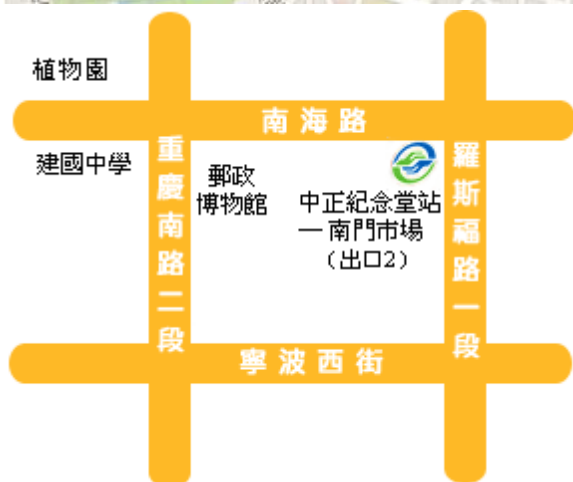 植物園
南海路
建國中學
重慶南路二段
郵政
博物館
中正紀念堂站
—南門市場
（出口2）
羅斯福路一段
寧波西街